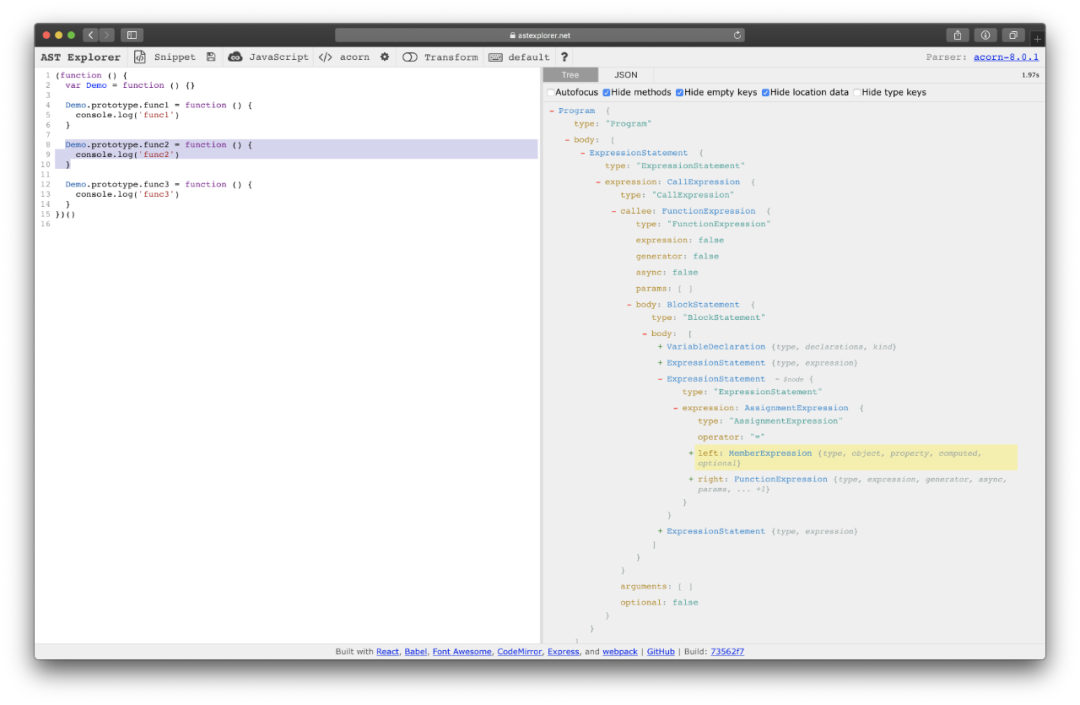 astexplorer.net
AST Explorer Snippet JavaScript </> acorn Transform default ? Parser: acorn-8.0.1
Tree JSON 1.97s
Autofocus Hide methods Hide empty keys Hide location data Hide type keys
1 (function () {
2 var Demo = function () {}
3
4 Demo.prototype.func1 = function () {
5 console.log('func1')
6 }
7
8 Demo.prototype.func2 = function () {
9 console.log('func2')
10 }
11
12 Demo.prototype.func3 = function () {
13 console.log('func3')
14 }
15 })()
16
- Program {
type: "Program"
- body: [
- ExpressionStatement {
type: "ExpressionStatement"
- expression: CallExpression {
type: "CallExpression"
- callee: FunctionExpression {
type: "FunctionExpression"
expression: false
generator: false
async: false
params: [ ]
- body: BlockStatement {
type: "BlockStatement"
- body: [
+ VariableDeclaration {type, declarations, kind}
+ ExpressionStatement {type, expression}
- ExpressionStatement = $node {
type: "ExpressionStatement"
- expression: AssignmentExpression {
type: "AssignmentExpression"
operator: "="
+ left: MemberExpression {type, object, property, computed,
optional}
+ right: FunctionExpression {type, expression, generator, async,
params, ... +1}
}
}
+ ExpressionStatement {type, expression}
]
}
}
arguments: [ ]
optional: false
}
}
]
Built with React, Babel, Font Awesome, CodeMirror, Express, and webpack | GitHub | Build: 73562f7